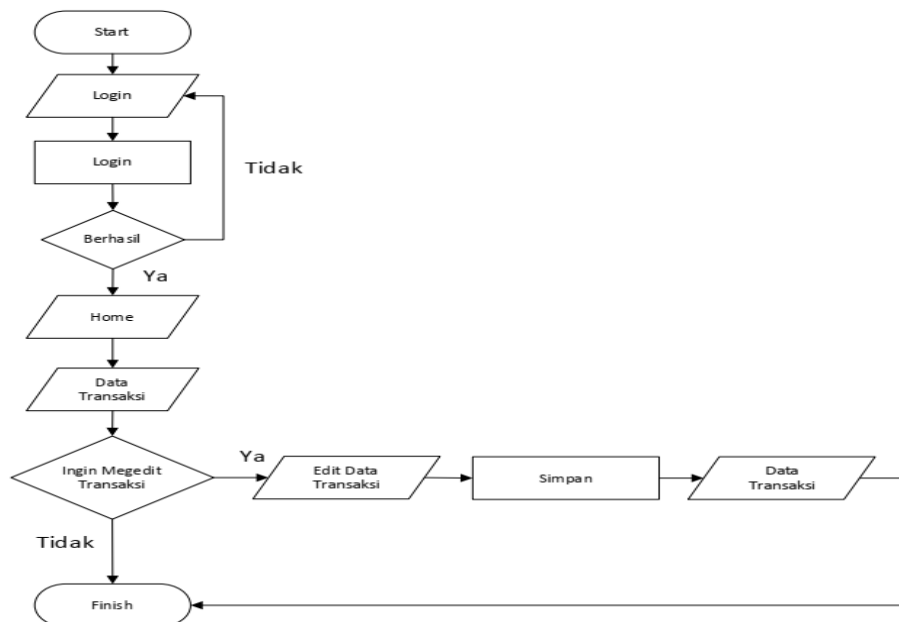 Start
Login
Login
Tidak
Berhasil
Ya
Home
Data
Transaksi
Ingin Megedit
Transaksi
Ya
Edit Data
Transaksi
Simpan
Data
Transaksi
Tidak
Finish